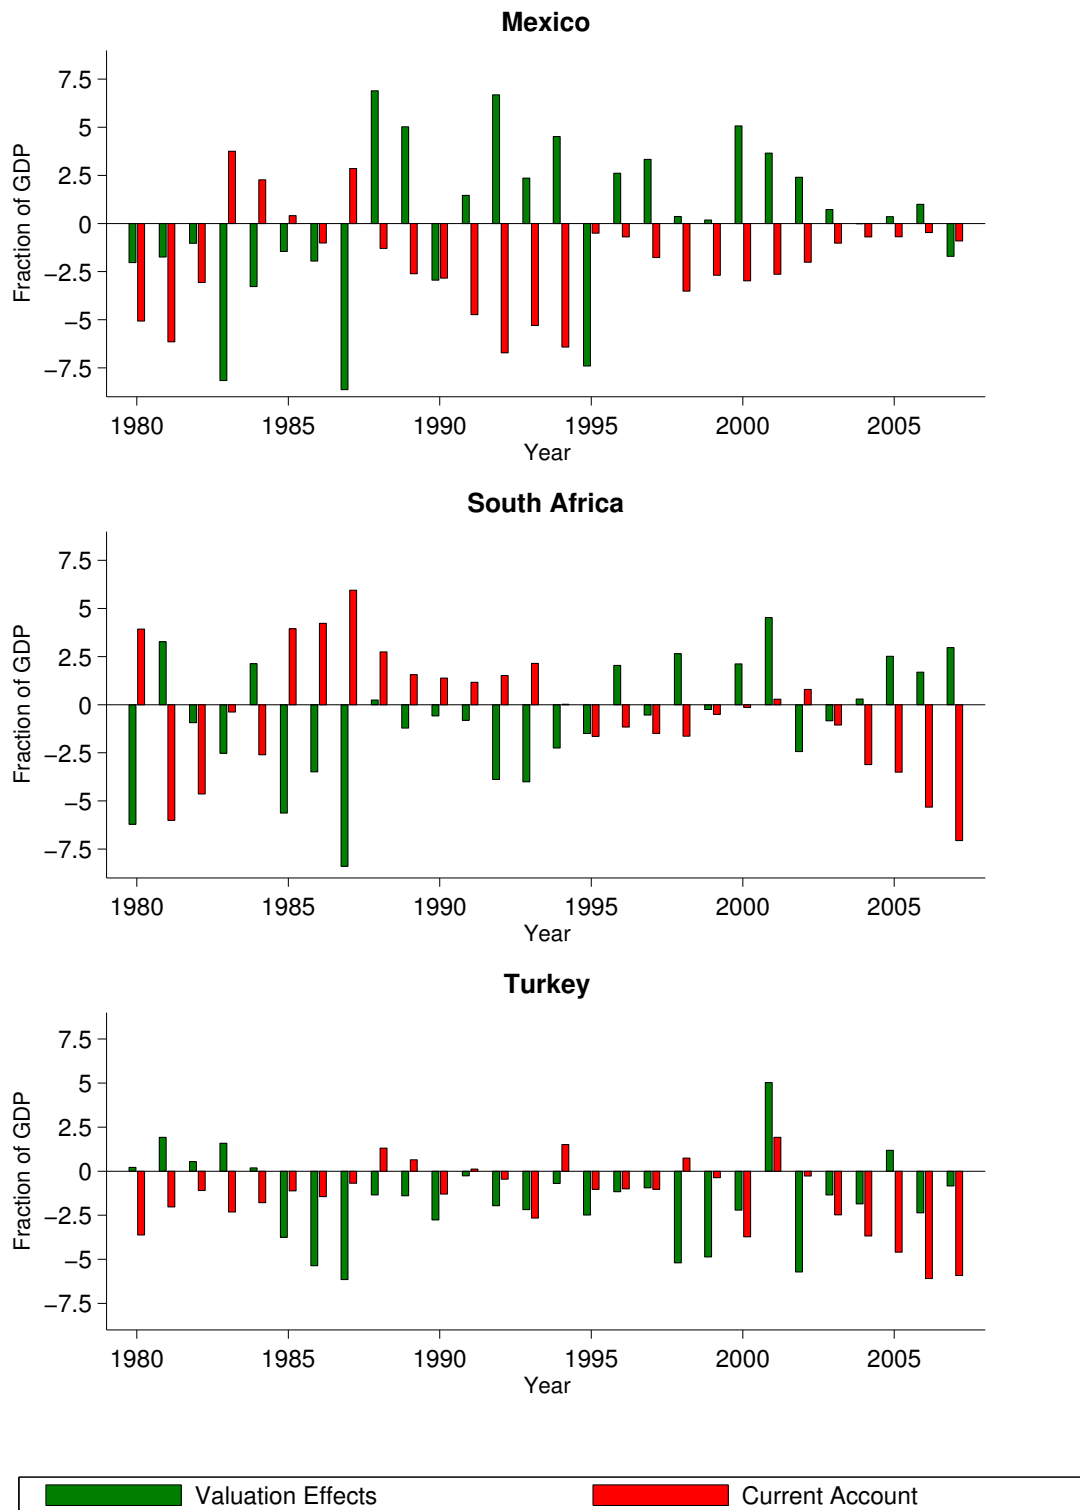 Mexico
7.5
5
2.5
0
−2.5
−5
−7.5
Fraction of GDP
1980 1985 1990 1995 2000 2005
Year
South Africa
7.5
5
2.5
0
−2.5
−5
−7.5
Fraction of GDP
1980 1985 1990 1995 2000 2005
Year
Turkey
7.5
5
2.5
0
−2.5
−5
−7.5
Fraction of GDP
1980 1985 1990 1995 2000 2005
Year
Valuation Effects Current Account